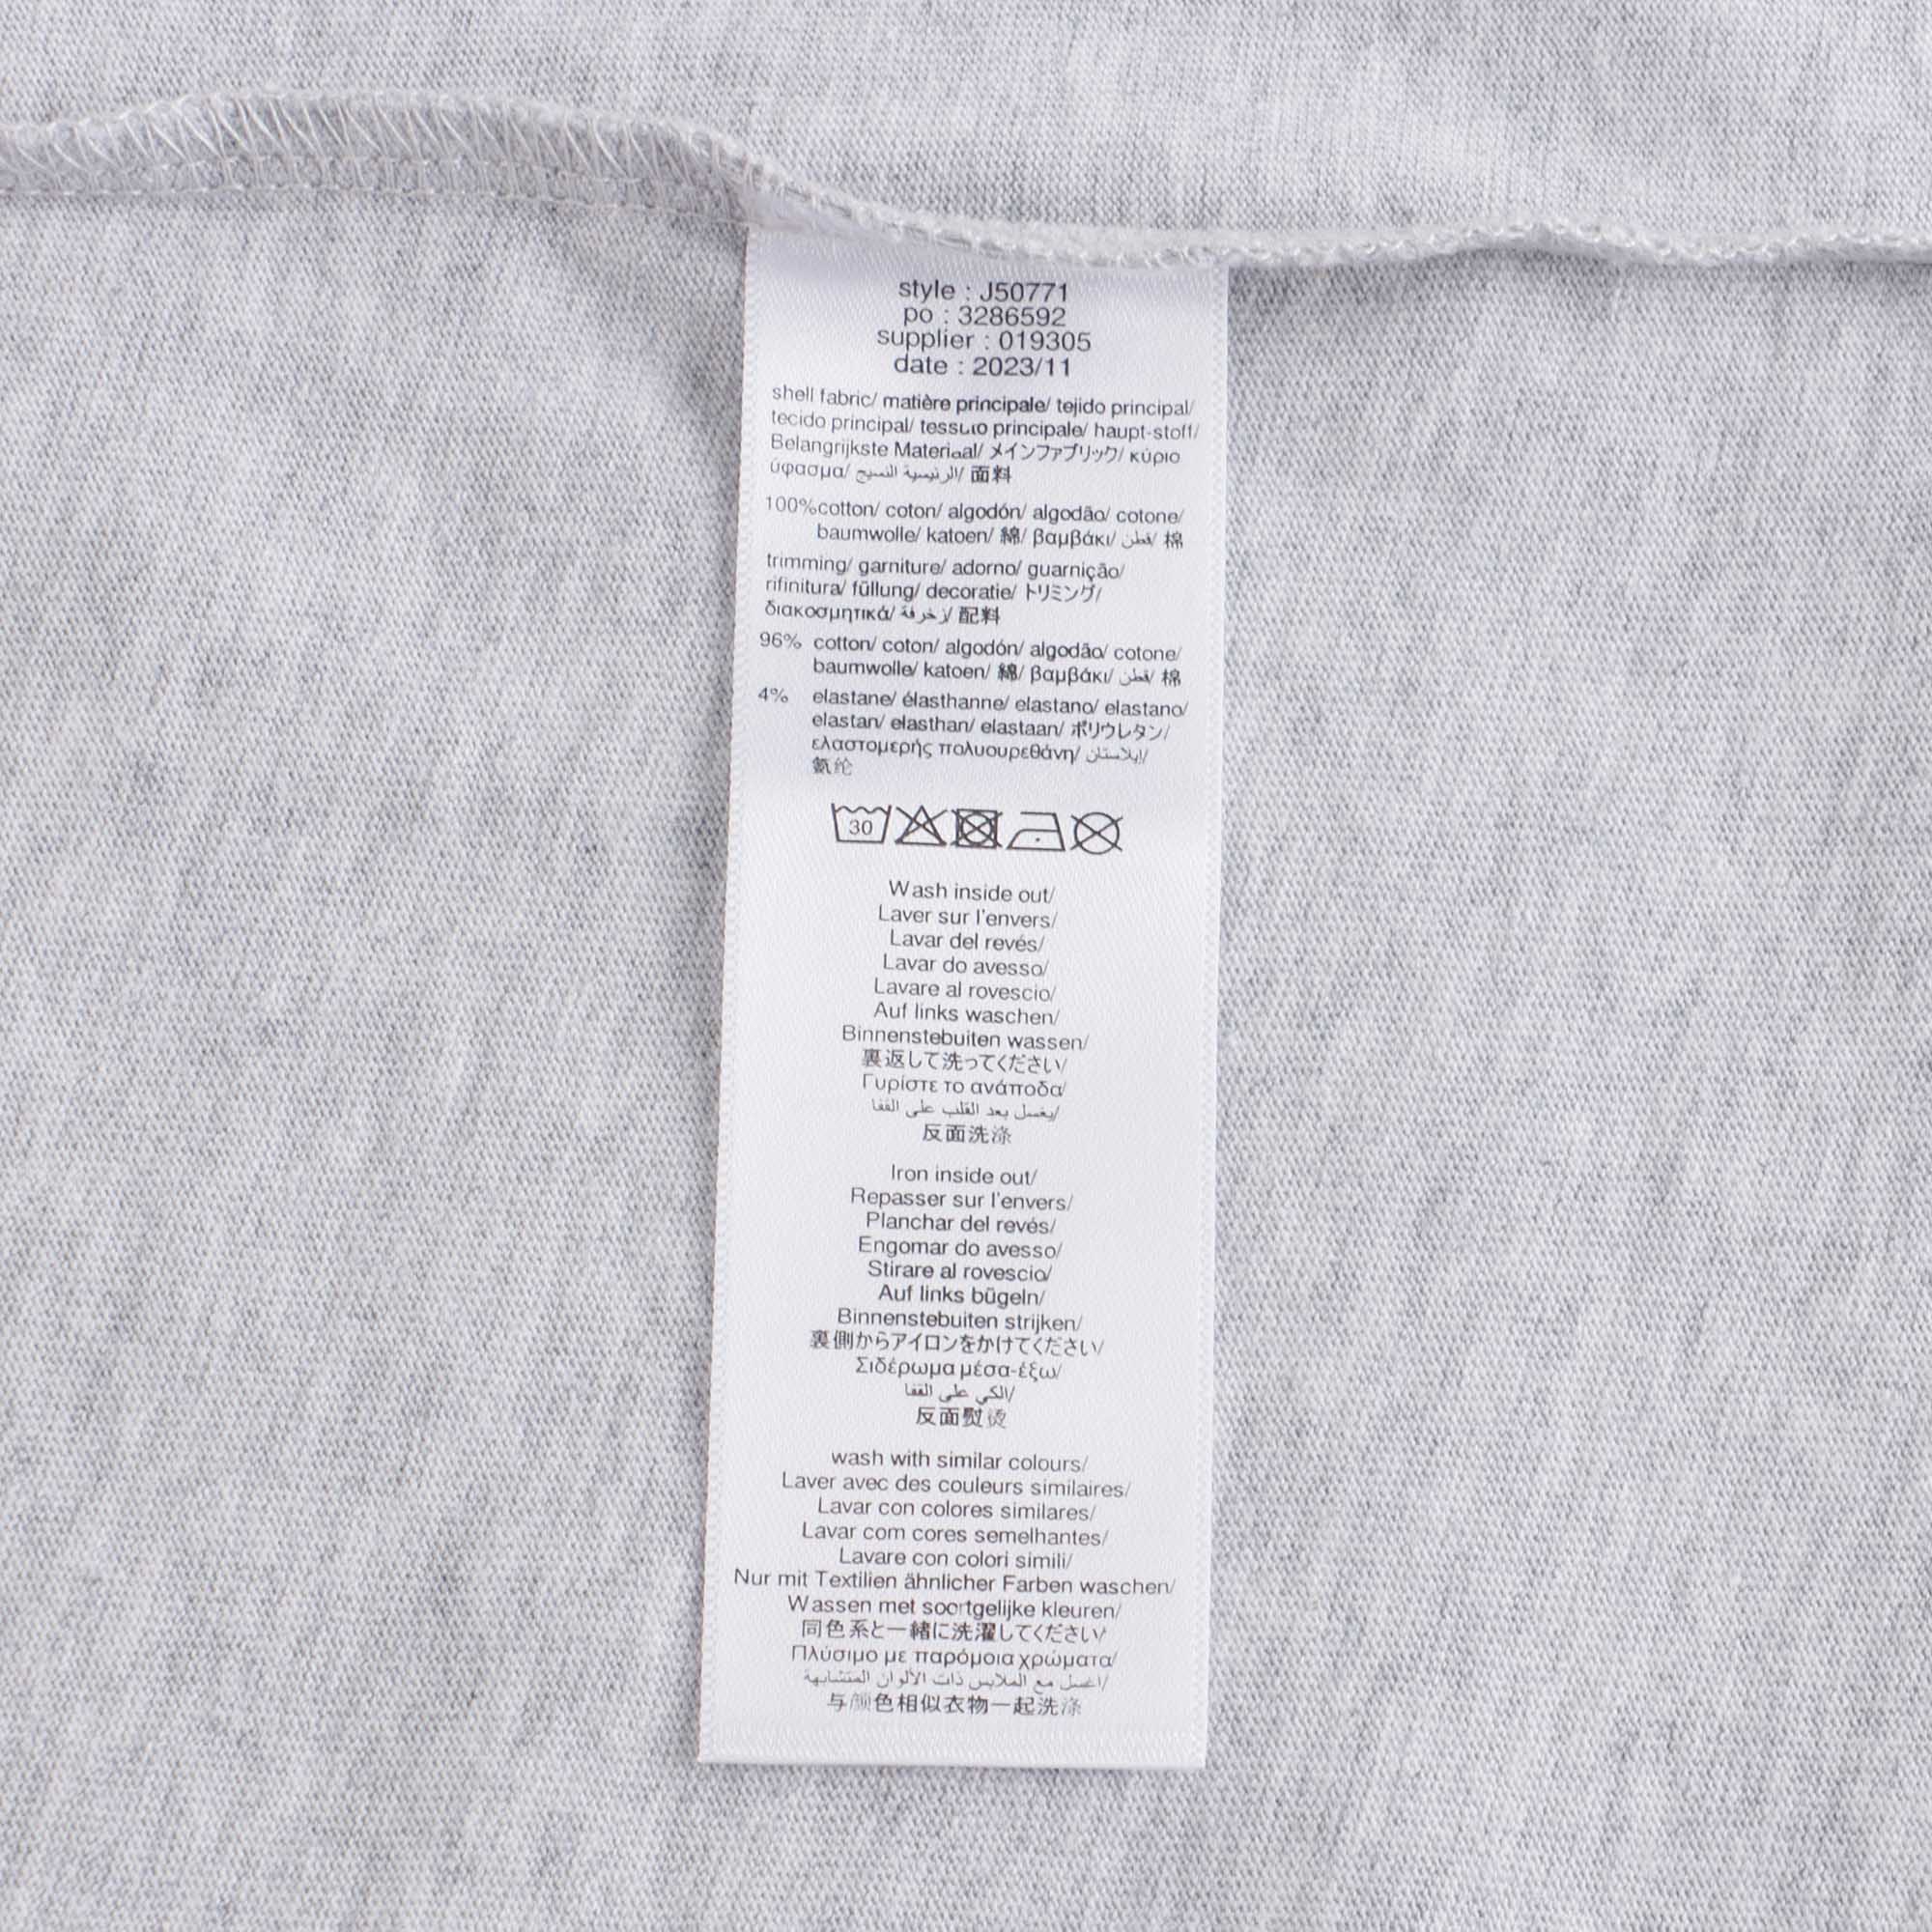 style : J50771
po : 3286592
supplier : 019305
date : 2023/11
shell fabric/ matière principale/ tejido principal/
tecido principal/ tessuto principale/ haupt-stoff/
Belangrijkste Materiaal/ メインファブリック/ κύριο
ύφασμα/ الرئيسية النسيج/ 面料
100%cotton/ coton/ algodón/ algodão/ cotone/
baumwolle/ katoen/ 綿/ βαμβάκι/ قطن/ 棉
trimming/ garniture/ adorno/ guarnição/
rifinitura/ füllung/ decoratie/ トリミング/
διακοσμητικά/ زخرفة/ 配料
96% cotton/ coton/ algodón/ algodão/ cotone/
baumwolle/ katoen/ 綿/ βαμβάκι/ قطن/ 棉
4% elastane/ élasthanne/ elastano/ elastano/
elastan/ elasthan/ elastaan/ ポリウレタン/
ελαστομερής πολυουρεθάνη/ إيلاستان/
氨纶
30
Wash inside out/
Laver sur l'envers/
Lavar del revés/
Lavar do avesso/
Lavare al rovescio/
Auf links waschen/
Binnenstebuiten wassen/
裏返して洗ってください/
Γυρίστε το ανάποδα/
يغسل بعد القلب على القفا/
反面洗涤
Iron inside out/
Repasser sur l'envers/
Planchar del revés/
Engomar do avesso/
Stirare al rovescio/
Auf links bügeln/
Binnenstebuiten strijken/
裏側からアイロンをかけてください/
Σιδέρωμα μέσα-έξω/
الكي على القفا/
反面熨烫
wash with similar colours/
Laver avec des couleurs similaires/
Lavar con colores similares/
Lavar com cores semelhantes/
Lavare con colori simili/
Nur mit Textilien ähnlicher Farben waschen/
Wassen met soortgelijke kleuren/
同色系と一緒に洗濯してください/
Πλύσιμο με παρόμοια χρώματα/
اغسل مع الملابس ذات الألوان المتشابهة/
与颜色相似衣物一起洗涤